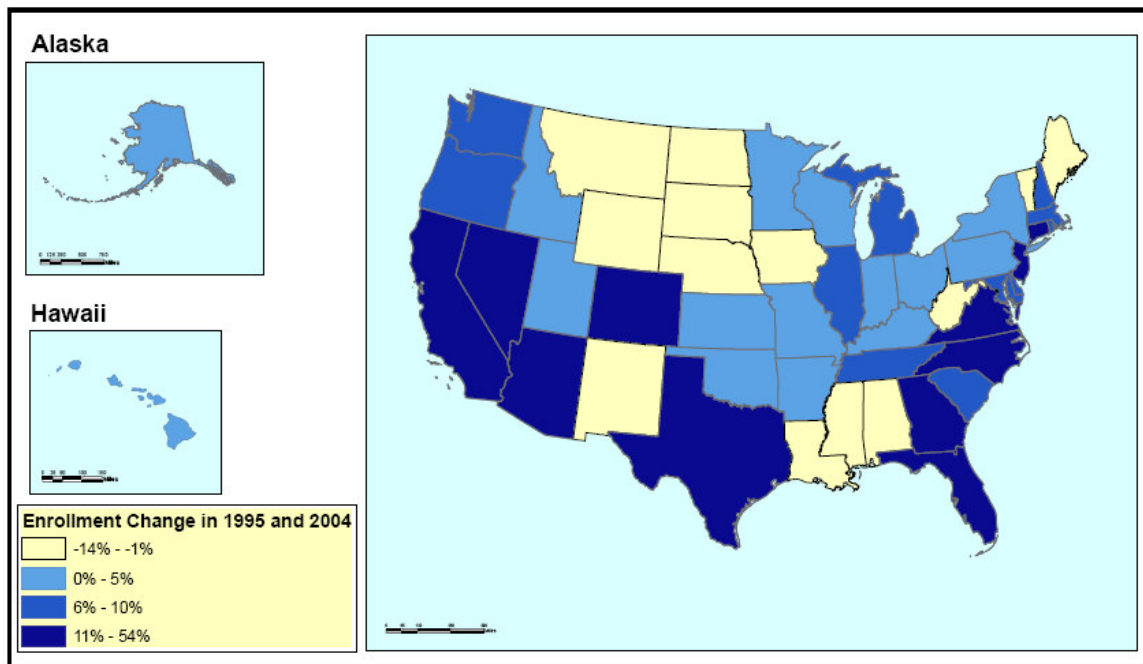 Alaska
Hawaii
Enrollment Change in 1995 and 2004
-14% - -1%
0% - 5%
6% - 10%
11% - 54%